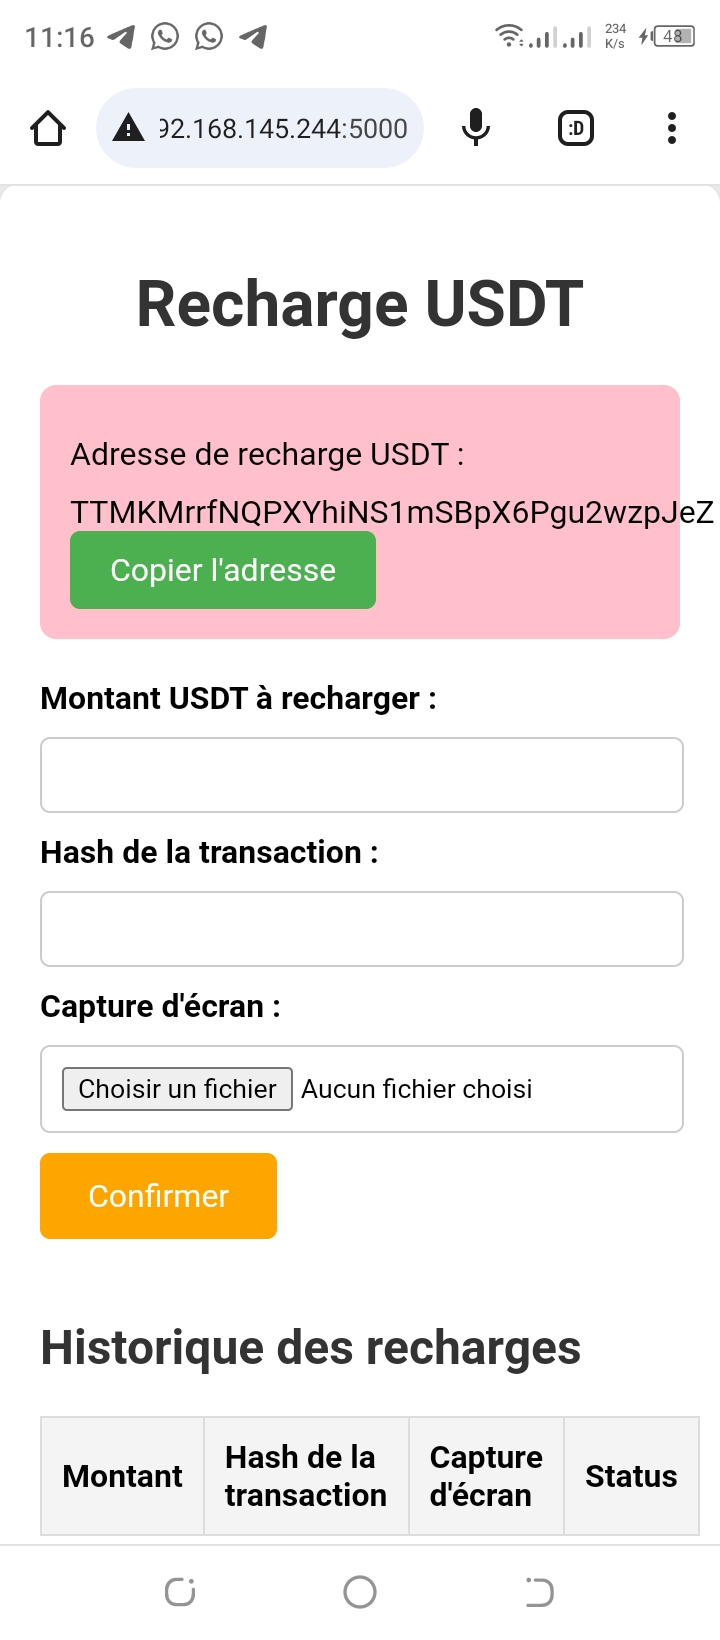 11:16
234
K/s
48
92.168.145.244:5000
:D
Recharge USDT
Adresse de recharge USDT :
TTMKMrrfNQPXYhiNS1mSBpX6Pgu2wzpJeZ
Copier l'adresse
Montant USDT à recharger :
Hash de la transaction :
Capture d'écran :
Choisir un fichier Aucun fichier choisi
Confirmer
Historique des recharges
Montant
Hash de la
transaction
Capture
d'écran
Status